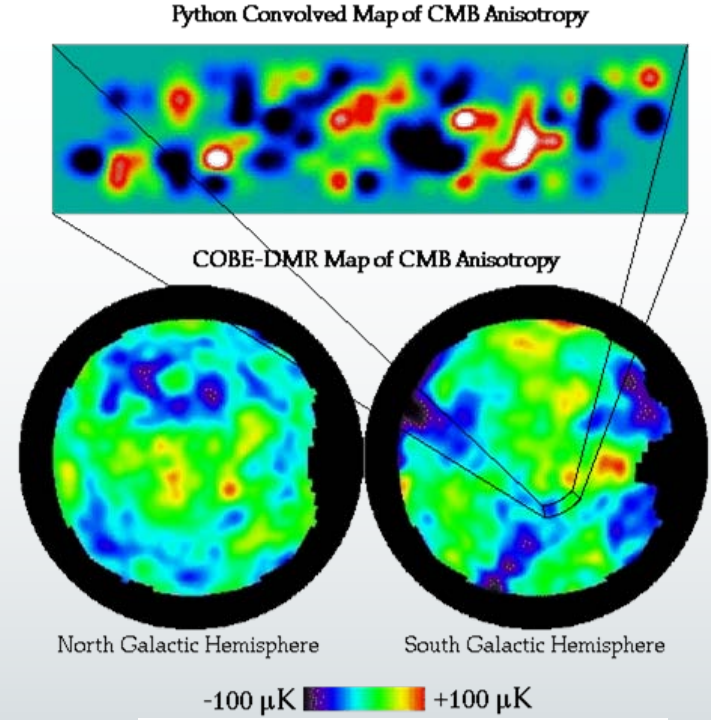 Python Convolved Map of CMB Anisotropy
COBE-DMR Map of CMB Anisotropy
North Galactic Hemisphere
South Galactic Hemisphere
-100 μK +100 μK